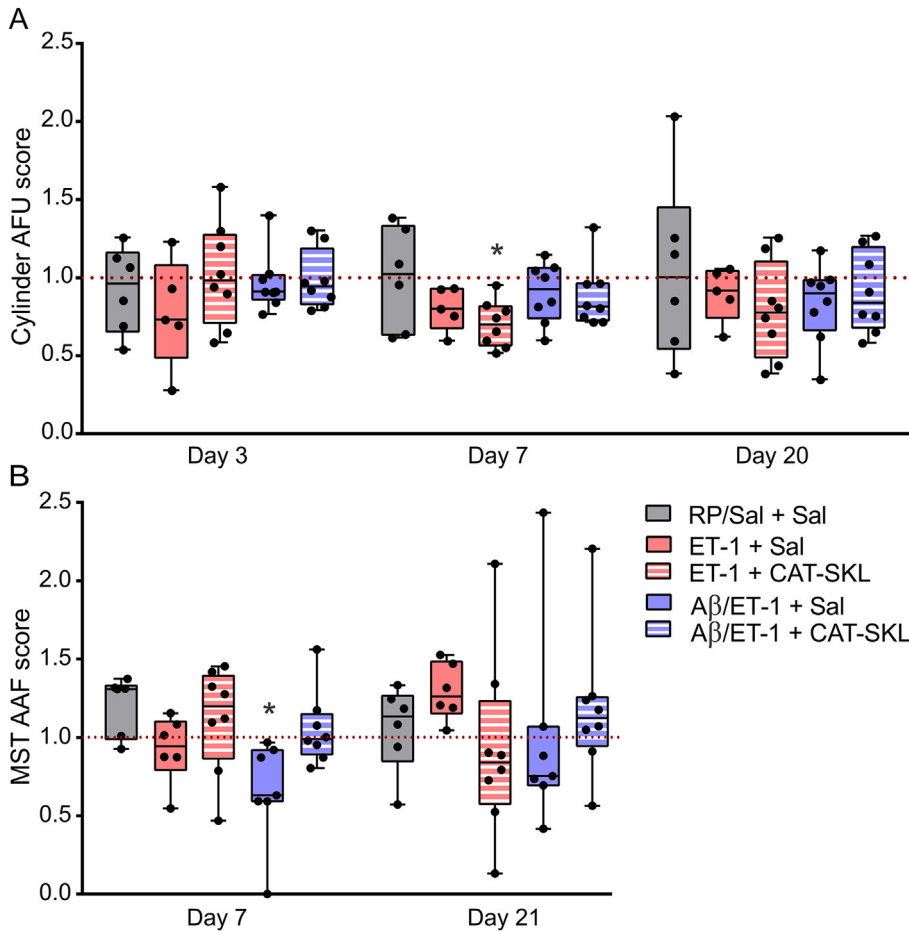 A
Cylinder AFU score
2.5
2.0
1.5
1.0
0.5
0.0
*
Day 3
Day 7
Day 20
B
MST AAF score
2.5
2.0
1.5
1.0
0.5
0.0
*
Day 7
Day 21
RP/Sal + Sal
ET-1 + Sal
ET-1 + CAT-SKL
Aβ/ET-1 + Sal
Aβ/ET-1 + CAT-SKL